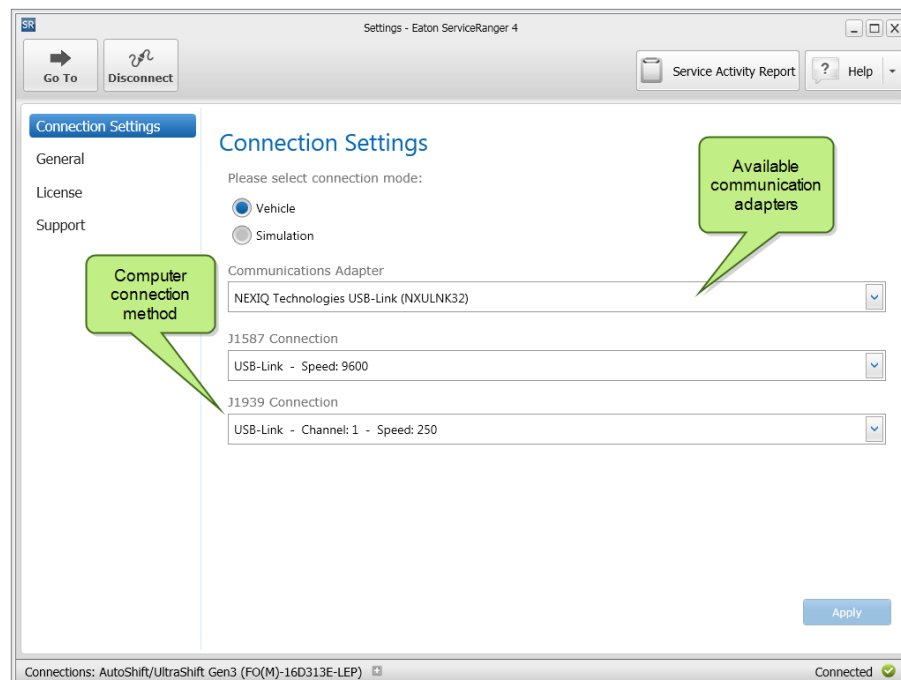 SR
Settings - Eaton ServiceRanger 4
Go To
Disconnect
Service Activity Report
? Help
Connection Settings
General
License
Support
Connection Settings
Please select connection mode:
Vehicle
Simulation
Available
communication
adapters
Computer
connection
method
Communications Adapter
NEXIQ Technologies USB-Link (NXULNK32)
J1587 Connection
USB-Link - Speed: 9600
J1939 Connection
USB-Link - Channel: 1 - Speed: 250
Apply
Connections: AutoShift/UltraShift Gen3 (FO(M)-16D313E-LEP)
Connected